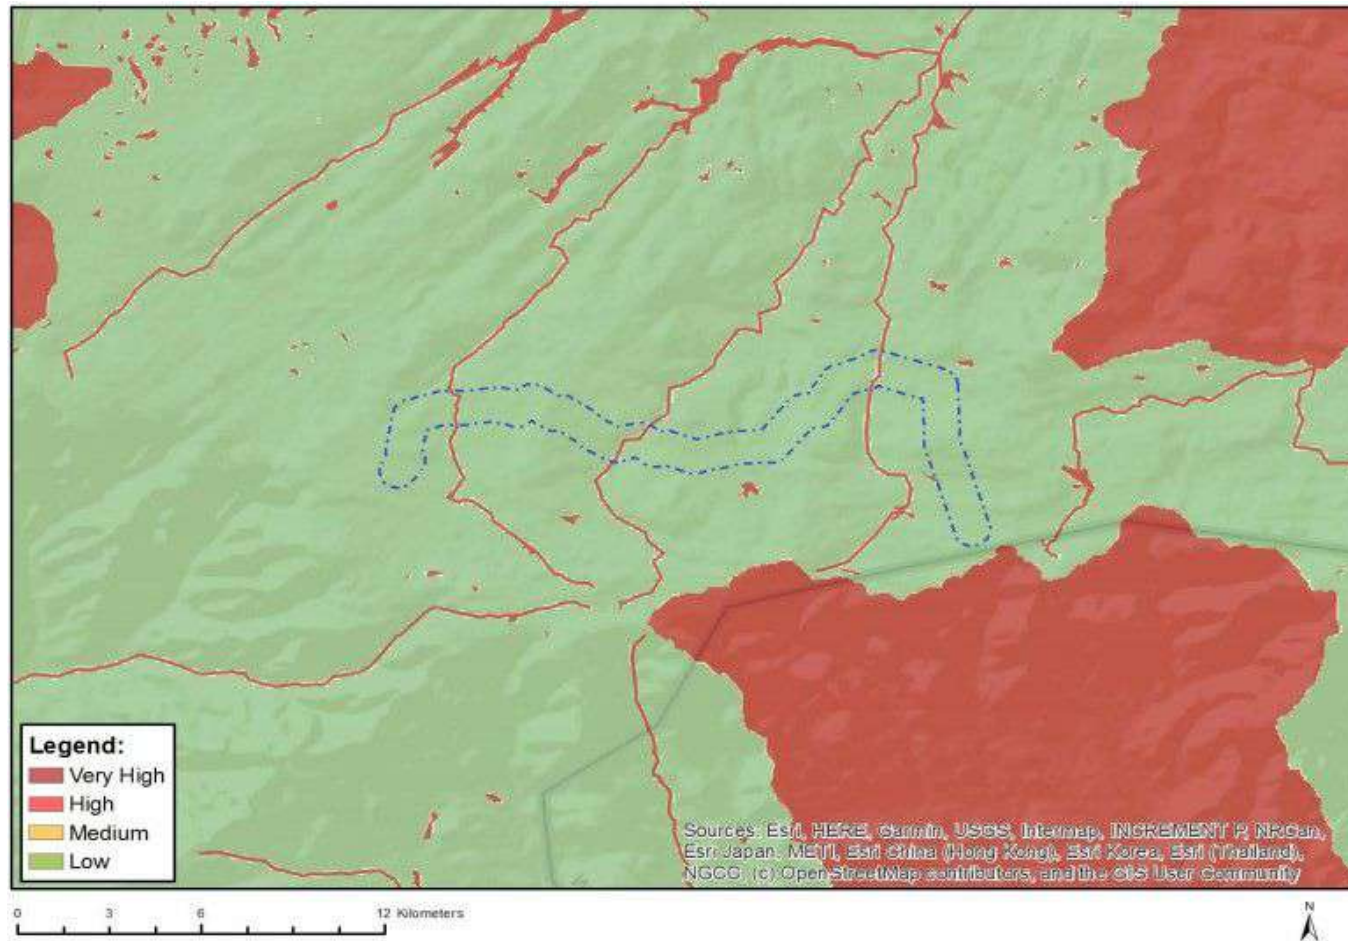 Legend:
Very High
High
Medium
Low
Sources: Esri, HERE, Garmin, USGS, Intermap, INCREMENT P, NRCan,
Esri Japan, METI, Esri China (Hong Kong), Esri Korea, Esri (Thailand),
NGCC, (c) OpenStreetMap contributors, and the GIS User Community
0 3 6 12 Kilometers
N